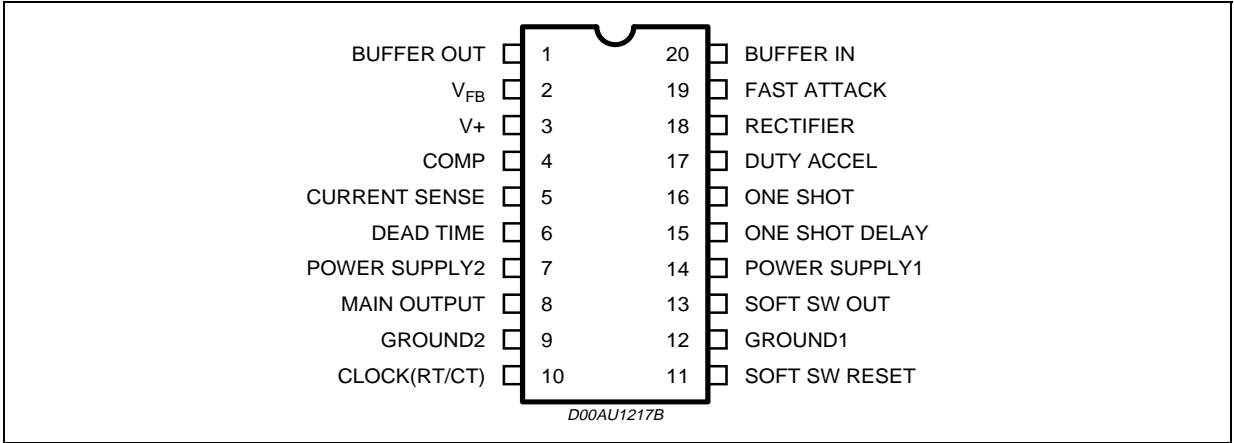 BUFFER OUT 1 20 BUFFER IN
VFB 2 19 FAST ATTACK
V+ 3 18 RECTIFIER
COMP 4 17 DUTY ACCEL
CURRENT SENSE 5 16 ONE SHOT
DEAD TIME 6 15 ONE SHOT DELAY
POWER SUPPLY2 7 14 POWER SUPPLY1
MAIN OUTPUT 8 13 SOFT SW OUT
GROUND2 9 12 GROUND1
CLOCK(RT/CT) 10 11 SOFT SW RESET
D00AU1217B